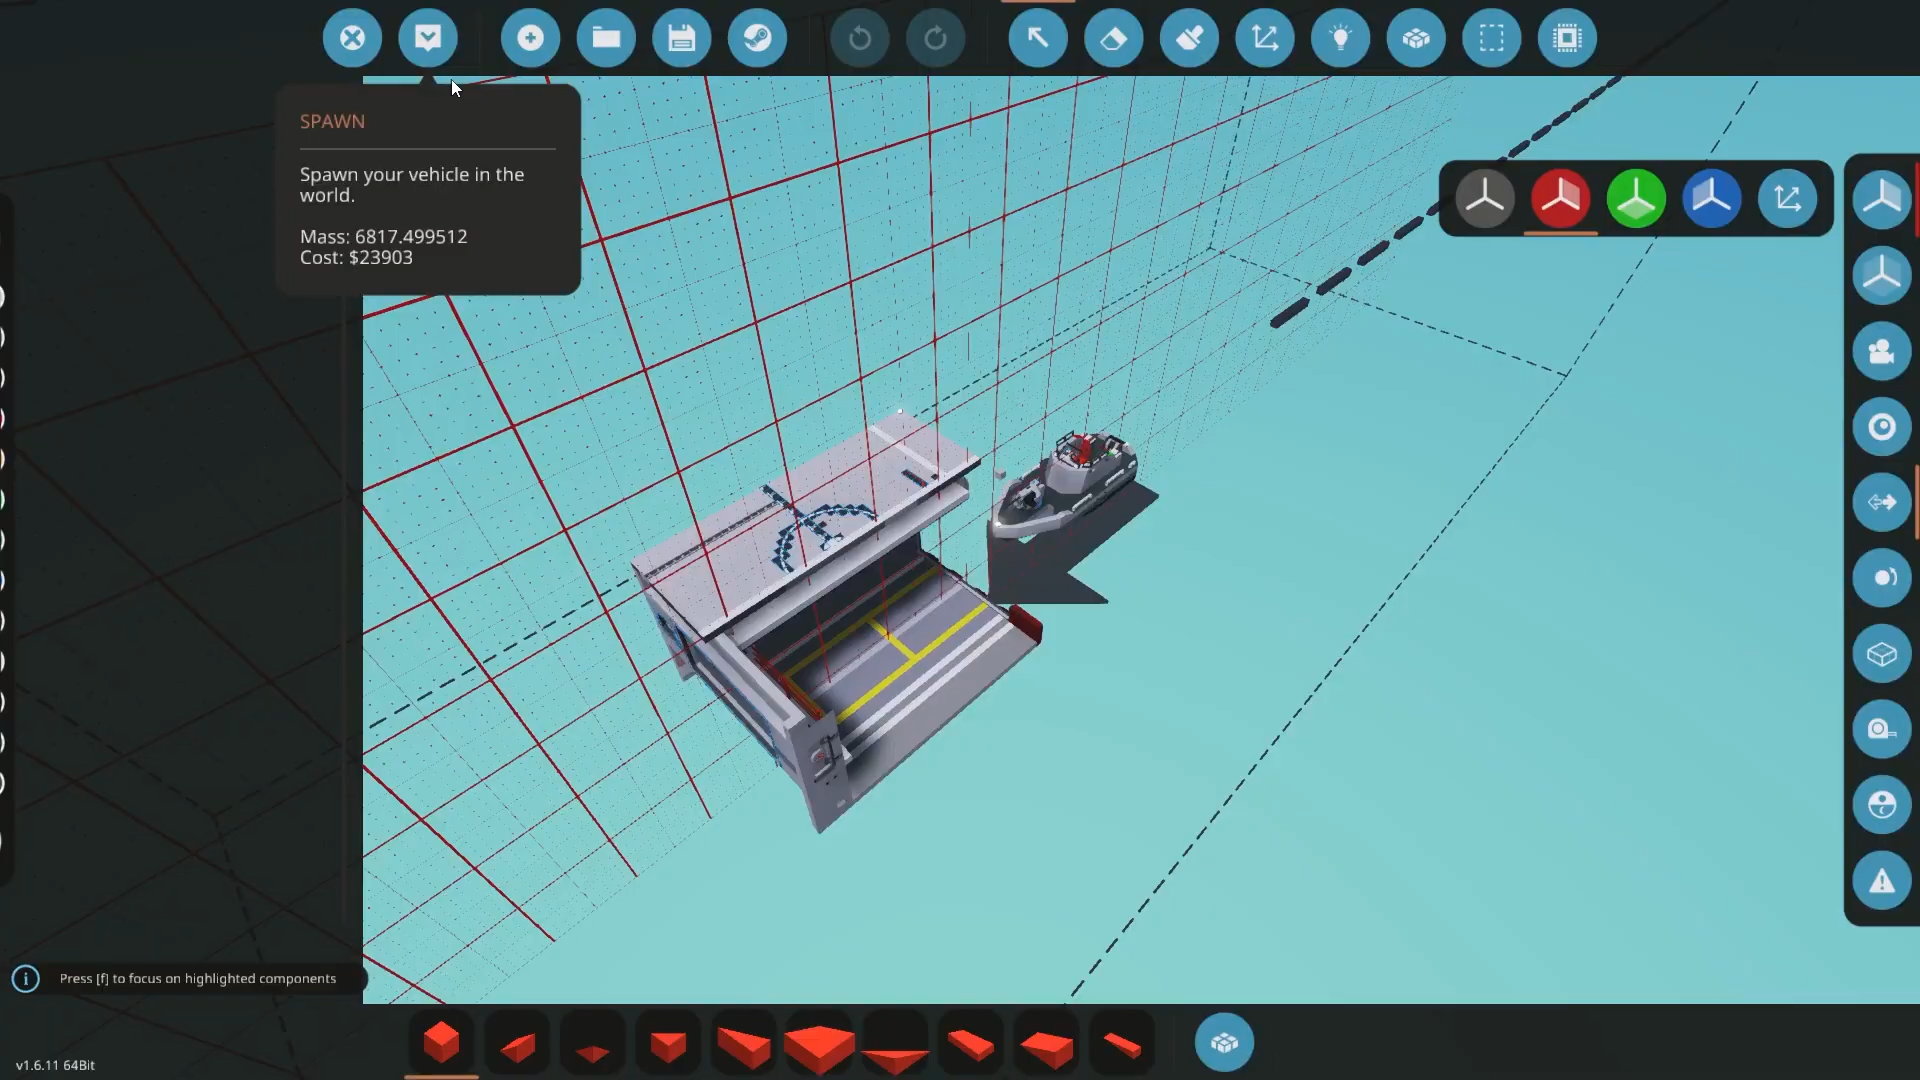 SPAWN
Spawn your vehicle in the
world.
Mass: 6817.499512
Cost: $23903
Press [f] to focus on highlighted components
v1.6.11 64Bit